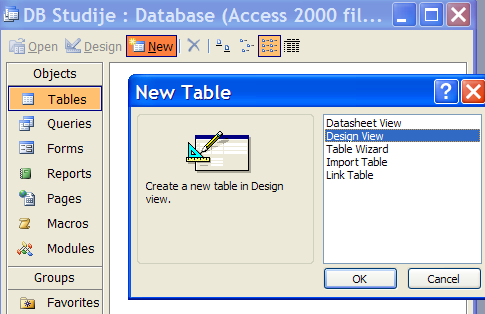 DB Studije : Database (Access 2000 fil...
Open Design New
Objects
Tables
Queries
Forms
Reports
Pages
Macros
Modules
Groups
Favorites
New Table
Create a new table in Design
view.
Datasheet View
Design View
Table Wizard
Import Table
Link Table
OK Cancel